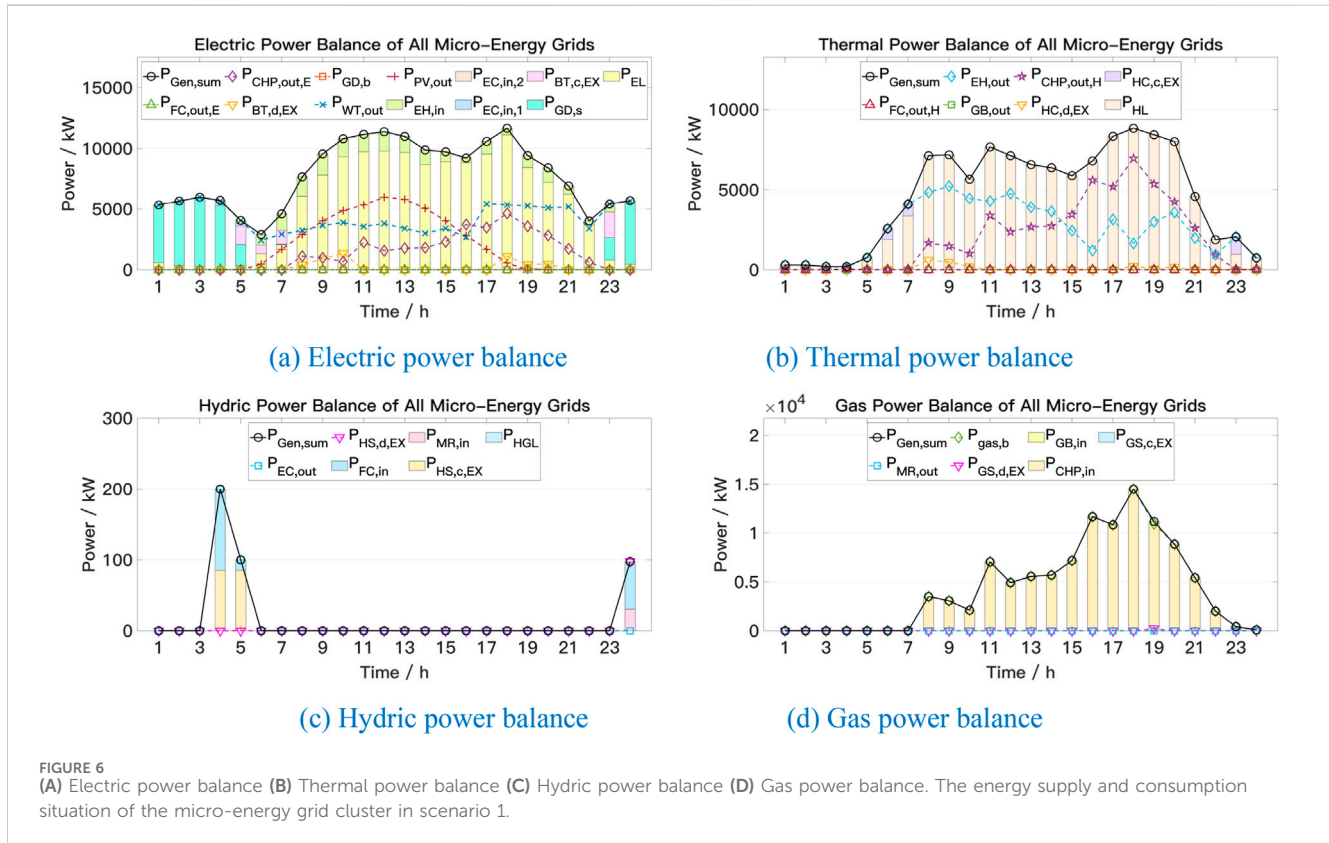 Electric Power Balance of All Micro-Energy Grids
P_Gen,sum P_CHP,out,E P_GD,b P_PV,out P_EC,in,2 P_BT,c,EX P_EL
P_FC,out,E P_BT,d,EX P_WT,out P_EH,in P_EC,in,1 P_GD,s
15000
10000
5000
0
Power / kW
1 3 5 7 9 11 13 15 17 19 21 23
Time / h
(a) Electric power balance
Thermal Power Balance of All Micro-Energy Grids
P_Gen,sum P_EH,out P_CHP,out,H P_HC,c,EX
P_FC,out,H P_GB,out P_HC,d,EX P_HL
10000
5000
0
Power / kW
1 3 5 7 9 11 13 15 17 19 21 23
Time / h
(b) Thermal power balance
Hydric Power Balance of All Micro-Energy Grids
P_Gen,sum P_HS,d,EX P_MR,in P_HGL
P_EC,out P_FC,in P_HS,c,EX
300
200
100
0
Power / kW
1 3 5 7 9 11 13 15 17 19 21 23
Time / h
(c) Hydric power balance
Gas Power Balance of All Micro-Energy Grids
×10^4
P_Gen,sum P_gas,b P_GB,in P_GS,c,EX
P_MR,out P_GS,d,EX P_CHP,in
2
1.5
1
0.5
0
Power / kW
1 3 5 7 9 11 13 15 17 19 21 23
Time / h
(d) Gas power balance
FIGURE 6
(A) Electric power balance (B) Thermal power balance (C) Hydric power balance (D) Gas power balance. The energy supply and consumption
situation of the micro-energy grid cluster in scenario 1.